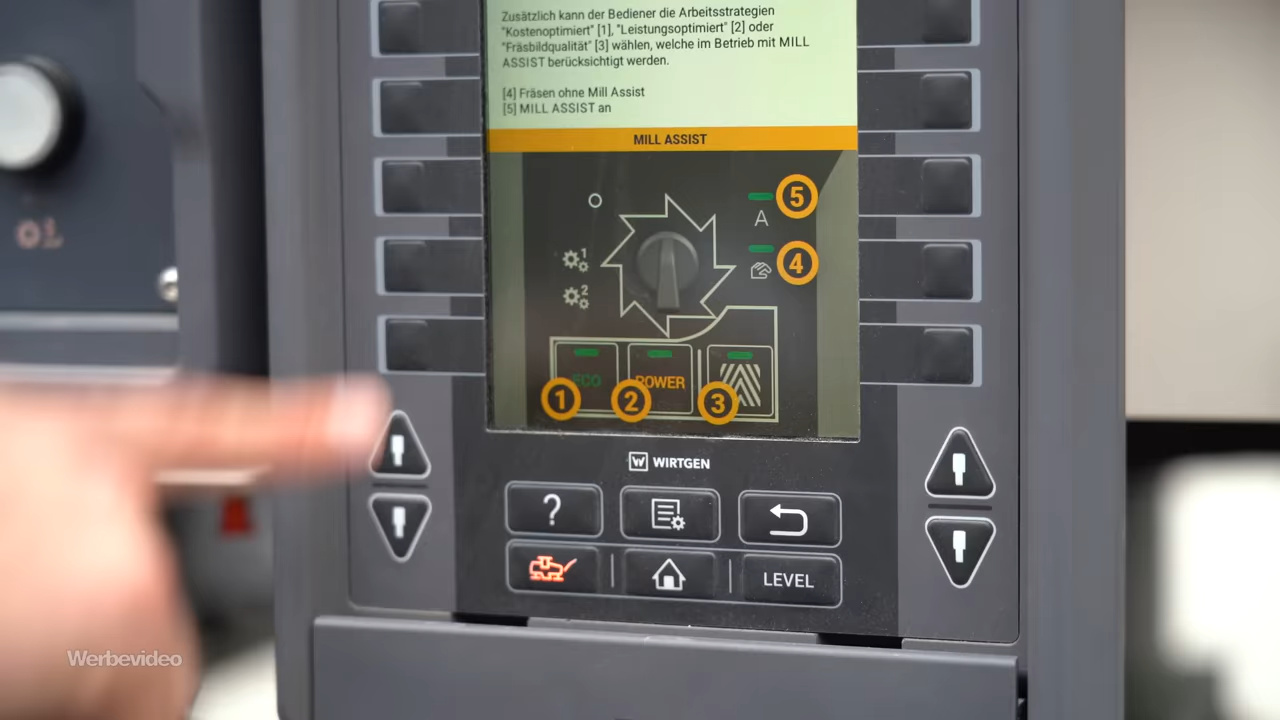 Zusätzlich kann der Bediener die Arbeitsstrategien
"Kostenoptimiert" [1], "Leistungsoptimiert" [2] oder
"Fräsbildqualität" [3] wählen, welche im Betrieb mit MILL
ASSIST berücksichtigt werden.
[4] Fräsen ohne Mill Assist
[5] MILL ASSIST an
MILL ASSIST
5
A
1
4
2
ECO
POWER
1
2
3
WIRTGEN
?
LEVEL
Werbevideo